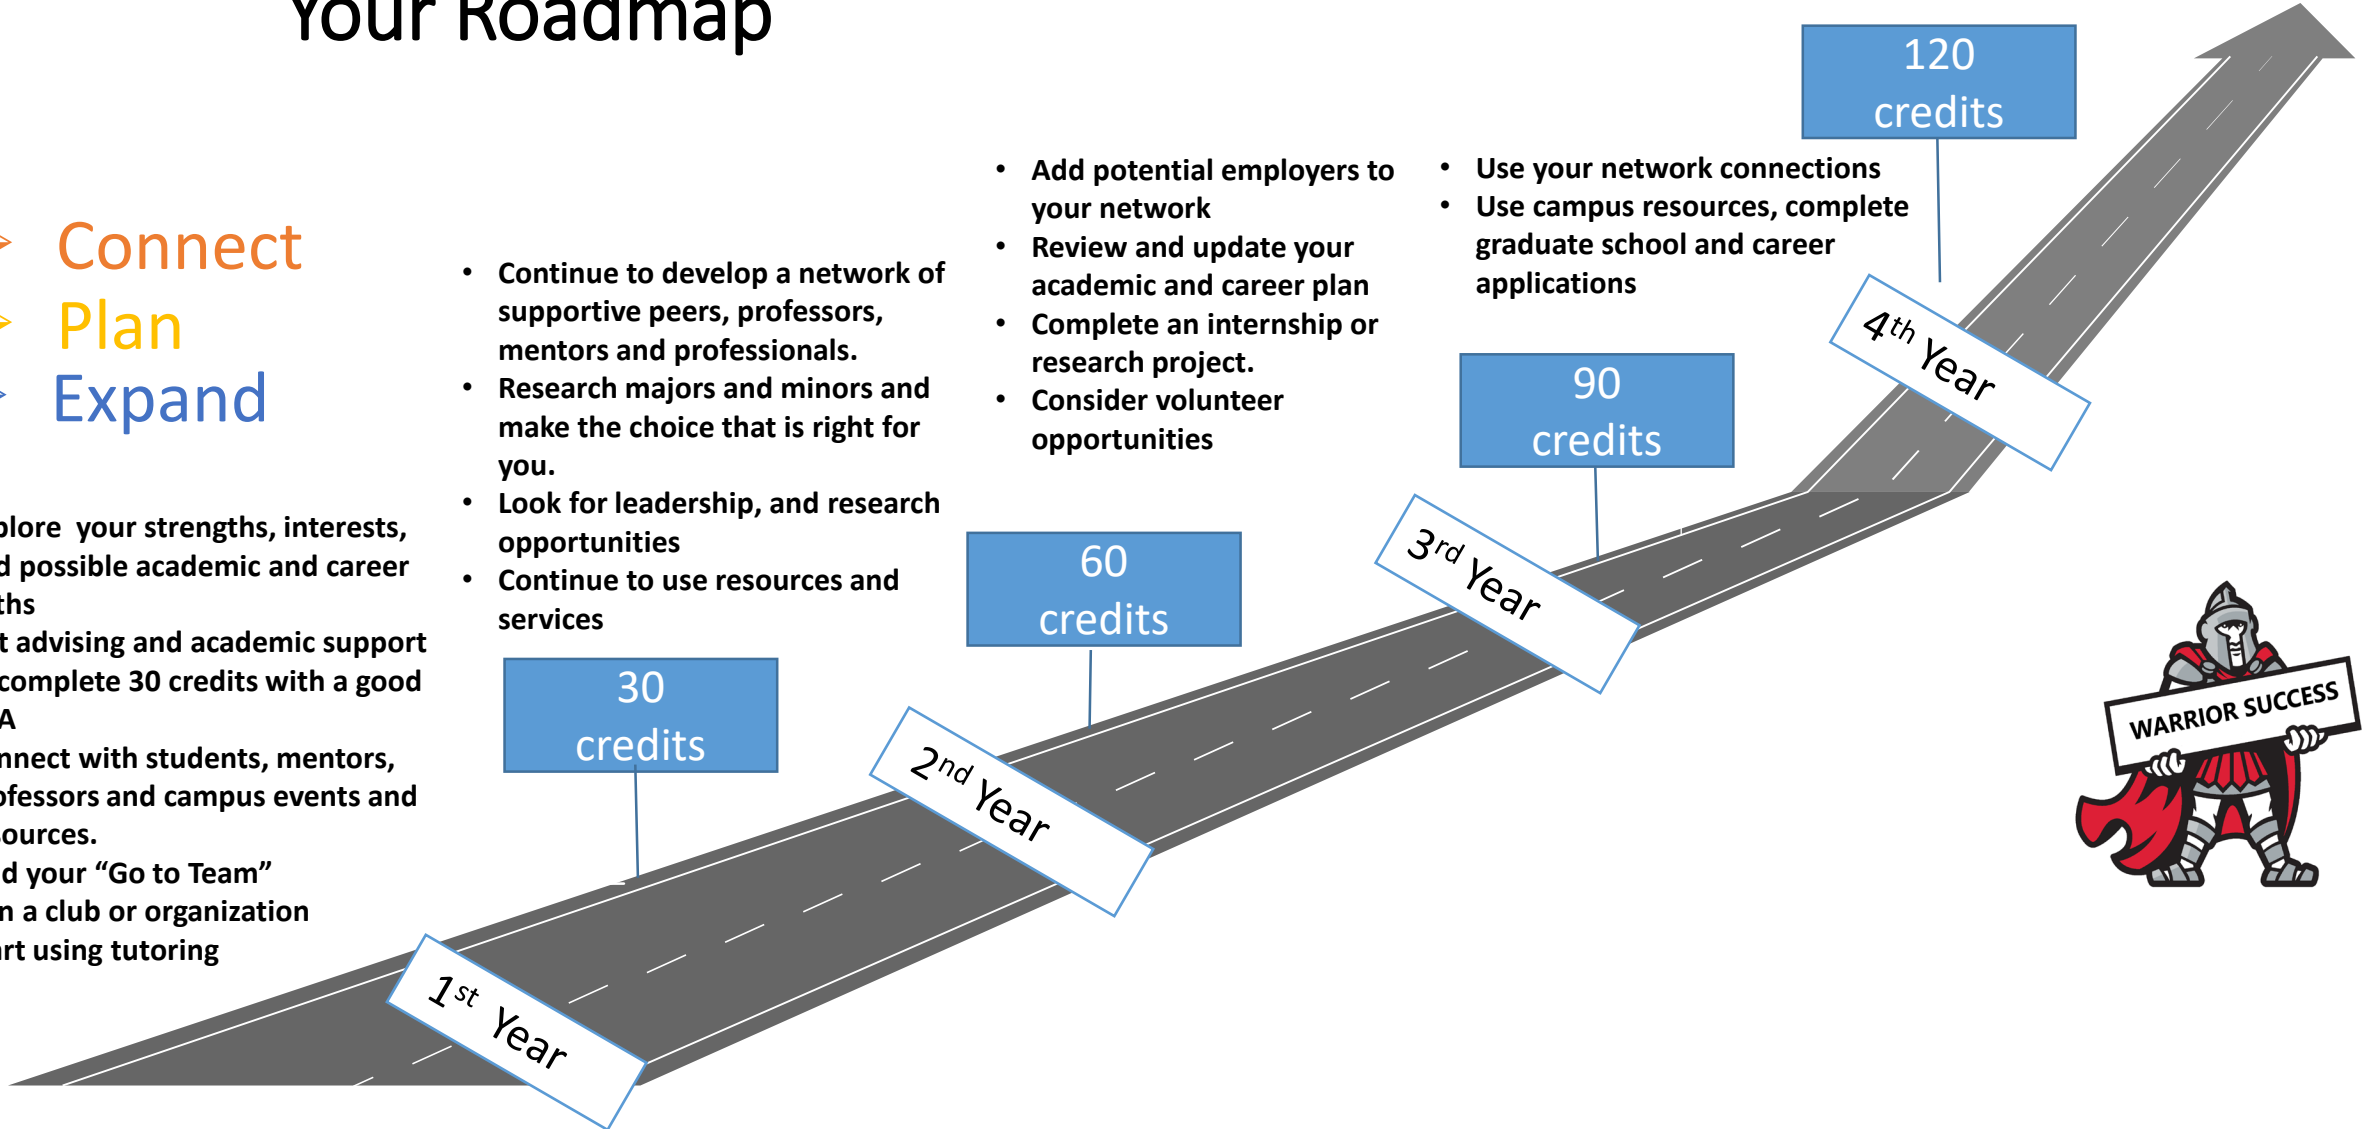 Your Roadmap
Connect
Plan
Expand
plore your strengths, interests,
d possible academic and career
ths
t advising and academic support
complete 30 credits with a good
A
nnect with students, mentors,
ofessors and campus events and
sources.
d your “Go to Team”
n a club or organization
art using tutoring
• Continue to develop a network of
supportive peers, professors,
mentors and professionals.
• Research majors and minors and
make the choice that is right for
you.
• Look for leadership, and research
opportunities
• Continue to use resources and
services
• Add potential employers to
your network
• Review and update your
academic and career plan
• Complete an internship or
research project.
• Consider volunteer
opportunities
• Use your network connections
• Use campus resources, complete
graduate school and career
applications
30
credits
60
credits
90
credits
120
credits
1st Year
2nd Year
3rd Year
4th Year
WARRIOR SUCCESS